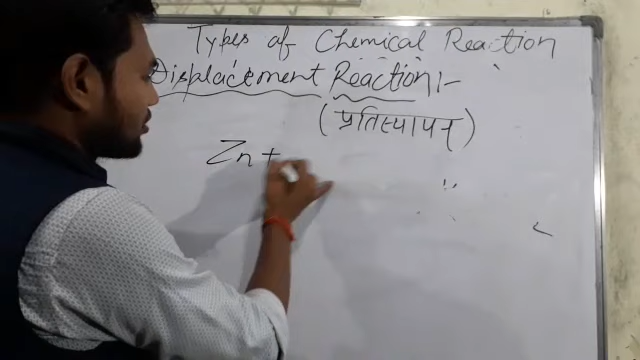 Types of Chemical Reaction
Displacement Reaction :-
(प्रतिस्थापन)
Zn +